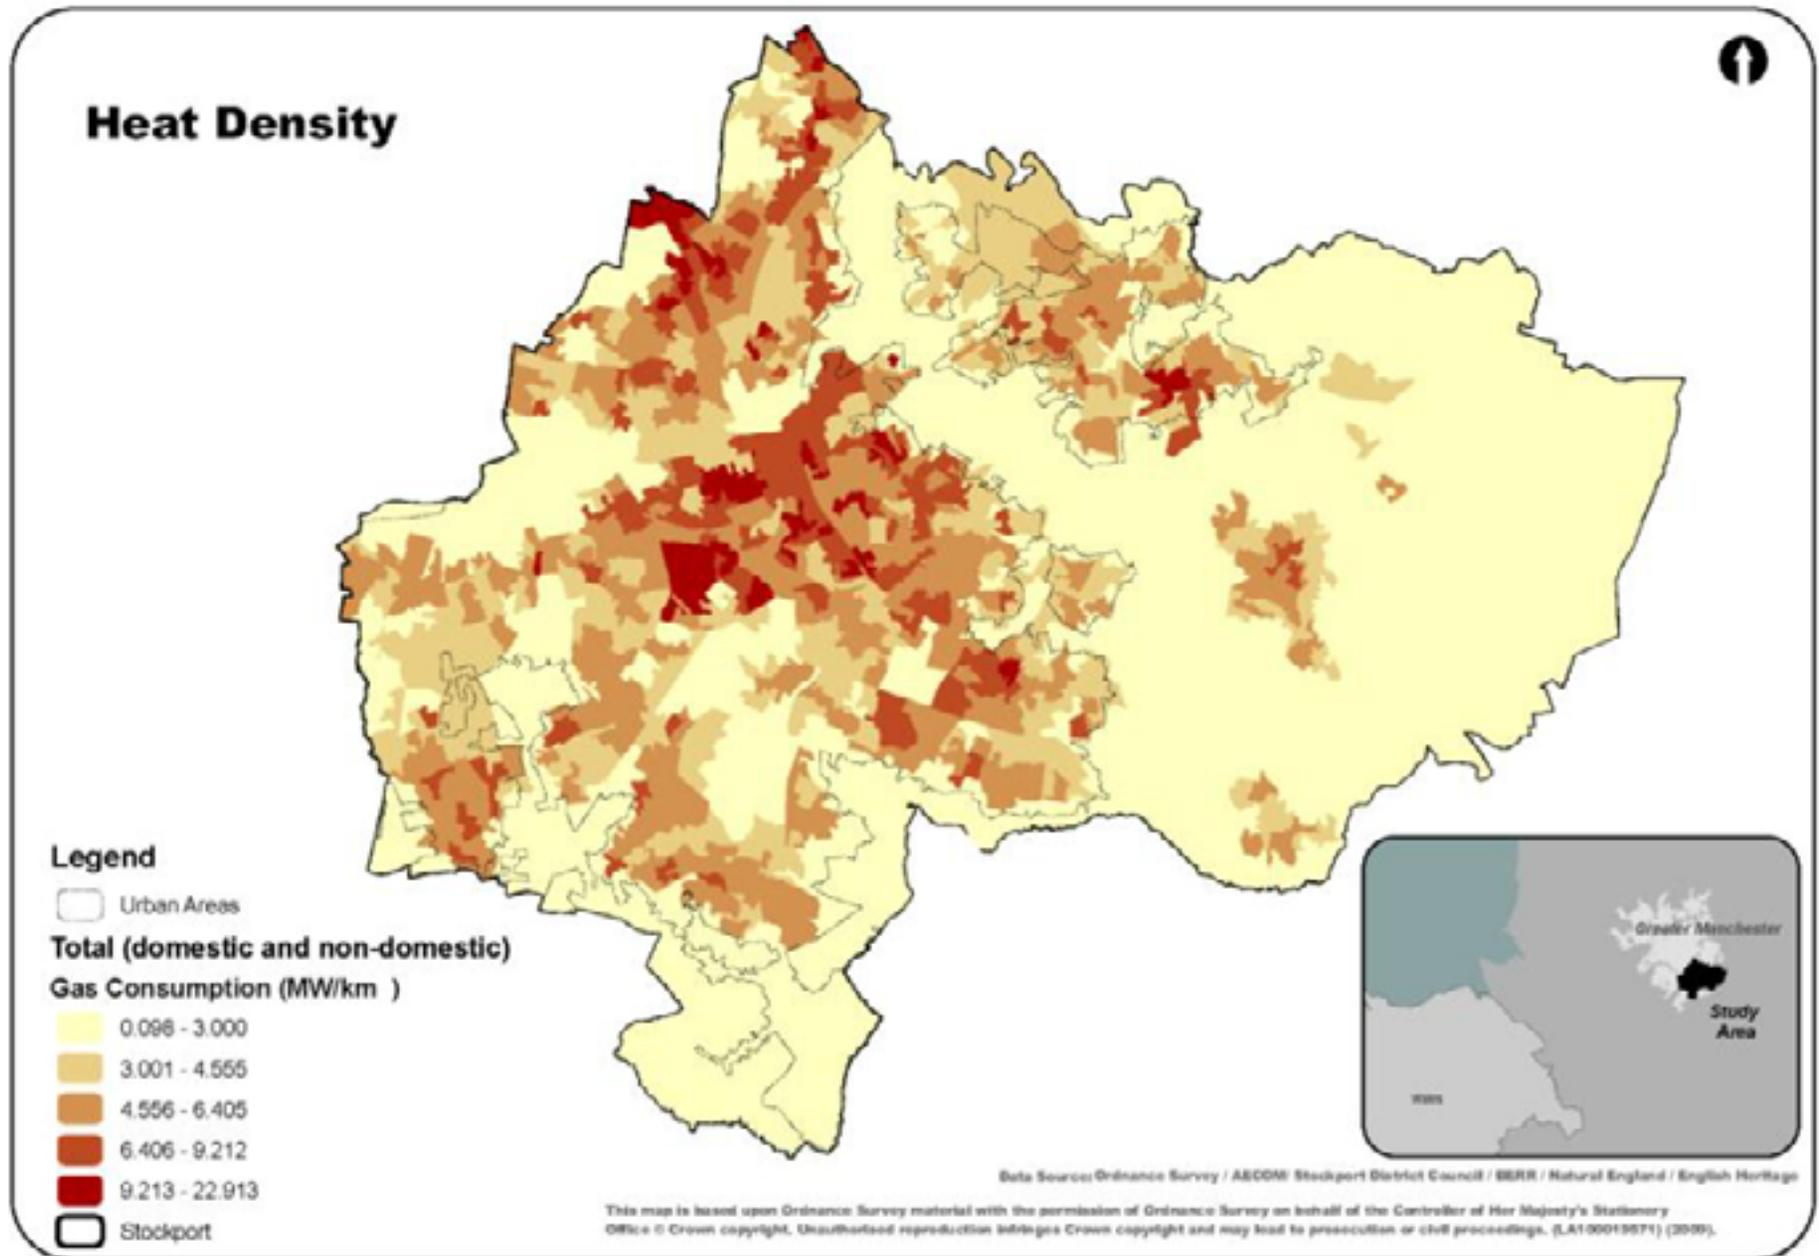 Heat Density
Legend
Urban Areas
Total (domestic and non-domestic)
Gas Consumption (MW/km )
0.098 - 3.000
3.001 - 4.555
4.556 - 6.405
6.406 - 9.212
9.213 - 22.913
Stockport
Greater Manchester
Study
Area
Data Source: Ordnance Survey / AECOM/ Stockport District Council / BERR / Natural England / English Heritage
This map is based upon Ordnance Survey material with the permission of Ordnance Survey on behalf of the Controller of Her Majesty's Stationery
Office © Crown copyright. Unauthorised reproduction infringes Crown copyright and may lead to prosecution or civil proceedings. (2009).